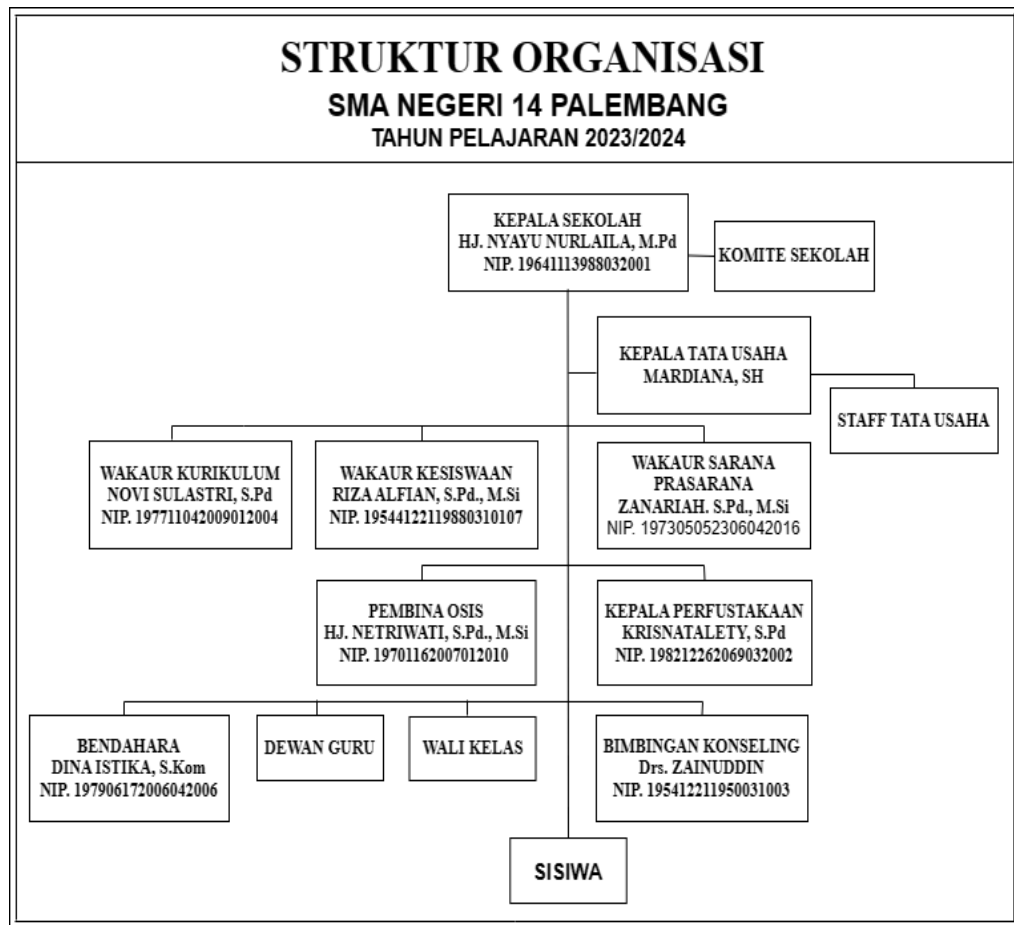 STRUKTUR ORGANISASI
SMA NEGERI 14 PALEMBANG
TAHUN PELAJARAN 2023/2024
KEPALA SEKOLAH
HJ. NYAYU NURLAILA, M.Pd
NIP. 19641113988032001
KOMITE SEKOLAH
KEPALA TATA USAHA
MARDIANA, SH
STAFF TATA USAHA
WAKAUR KURIKULUM
NOVI SULASTRI, S.Pd
NIP. 197711042009012004
WAKAUR KESISWAAN
RIZA ALFIAN, S.Pd., M.Si
NIP. 19544122119880310107
WAKAUR SARANA
PRASARANA
ZANARIAH. S.Pd., M.Si
NIP. 197305052306042016
PEMBINA OSIS
HJ. NETRIWATI, S.Pd., M.Si
NIP. 19701162007012010
KEPALA PERFUSTAKAAN
KRISNATALETY, S.Pd
NIP. 198212262069032002
BENDAHARA
DINA ISTIKA, S.Kom
NIP. 197906172006042006
DEWAN GURU
WALI KELAS
BIMBINGAN KONSELING
Drs. ZAINUDDIN
NIP. 195412211950031003
SISIWA